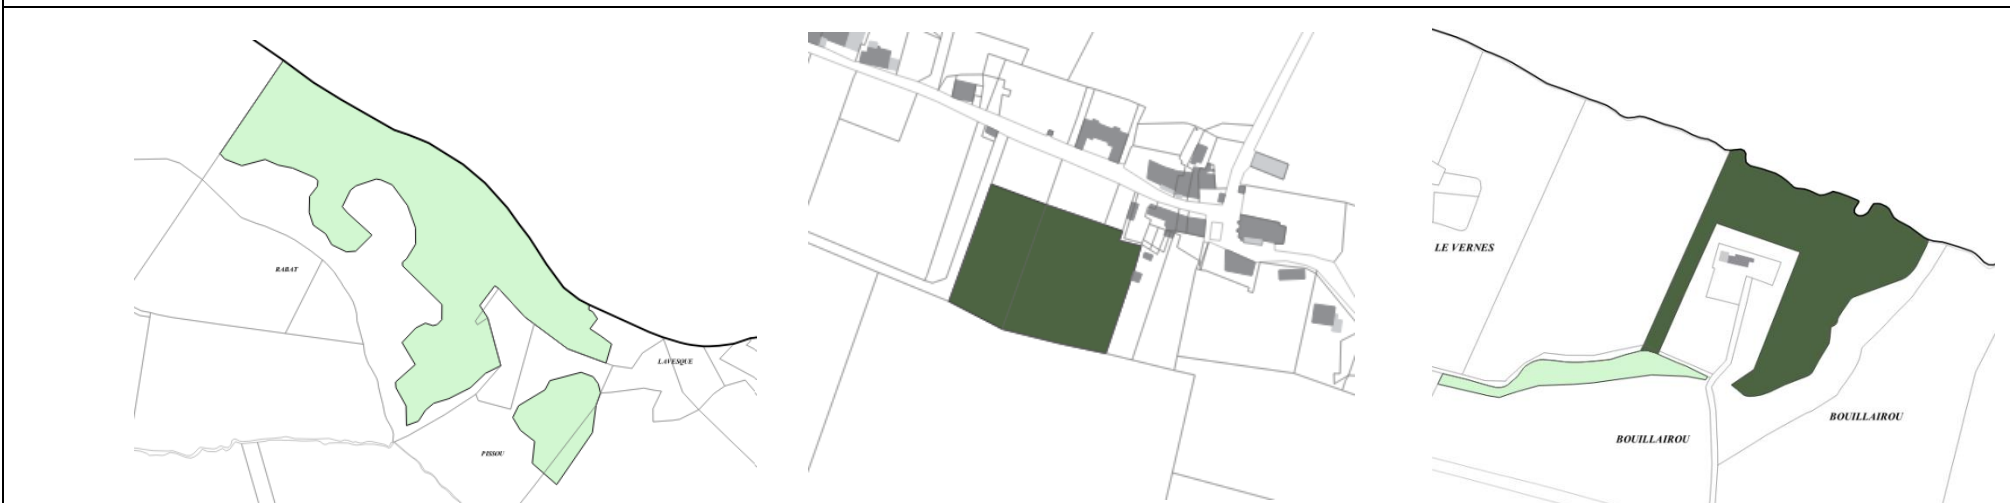 RABAT
LAVESQUE
PISSOU
LE VERNES
BOUILLAIROU
BOUILLAIROU